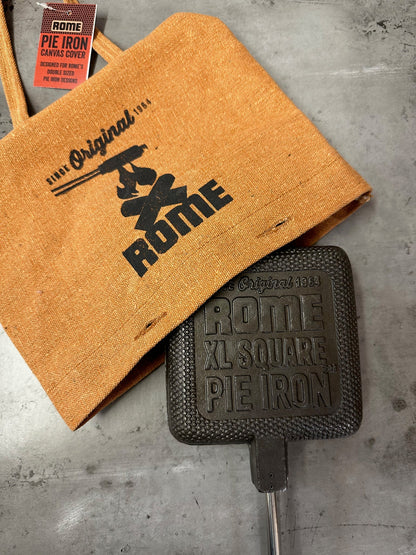 ROME
PIE IRON
CANVAS COVER
DESIGNED FOR ROME'S
DOUBLE SIZED
PIE IRON DESIGNS
SINCE Original 1964
ROME
Original 1964
ROME
XL SQUARE
PIE IRON